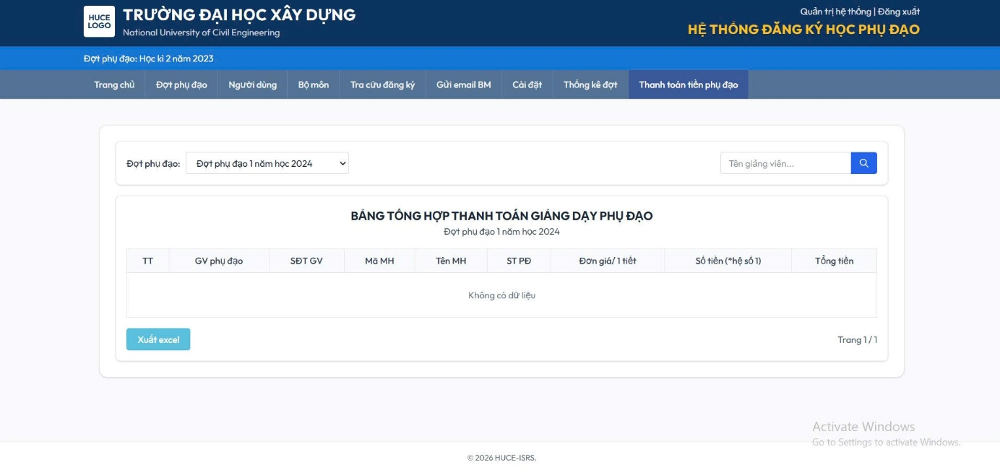 HUCE
LOGO
TRƯỜNG ĐẠI HỌC XÂY DỰNG
National University of Civil Engineering
Quản trị hệ thống | Đăng xuất
HỆ THỐNG ĐĂNG KÝ HỌC PHỤ ĐẠO
Đợt phụ đạo: Học kì 2 năm 2023
Trang chủ Đợt phụ đạo Người dùng Bộ môn Tra cứu đăng ký Gửi email BM Cài đặt Thống kê đợt Thanh toán tiền phụ đạo
Đợt phụ đạo: Đợt phụ đạo 1 năm học 2024 Tên giảng viên...
BẢNG TỔNG HỢP THANH TOÁN GIẢNG DẠY PHỤ ĐẠO
Đợt phụ đạo 1 năm học 2024
TT GV phụ đạo SĐT GV Mã MH Tên MH ST PĐ Đơn giá/ 1 tiết Số tiền (*hệ số 1) Tổng tiền
Không có dữ liệu
Xuất excel Trang 1 / 1
Activate Windows
Go to Settings to activate Windows.
© 2026 HUCE-ISRS.